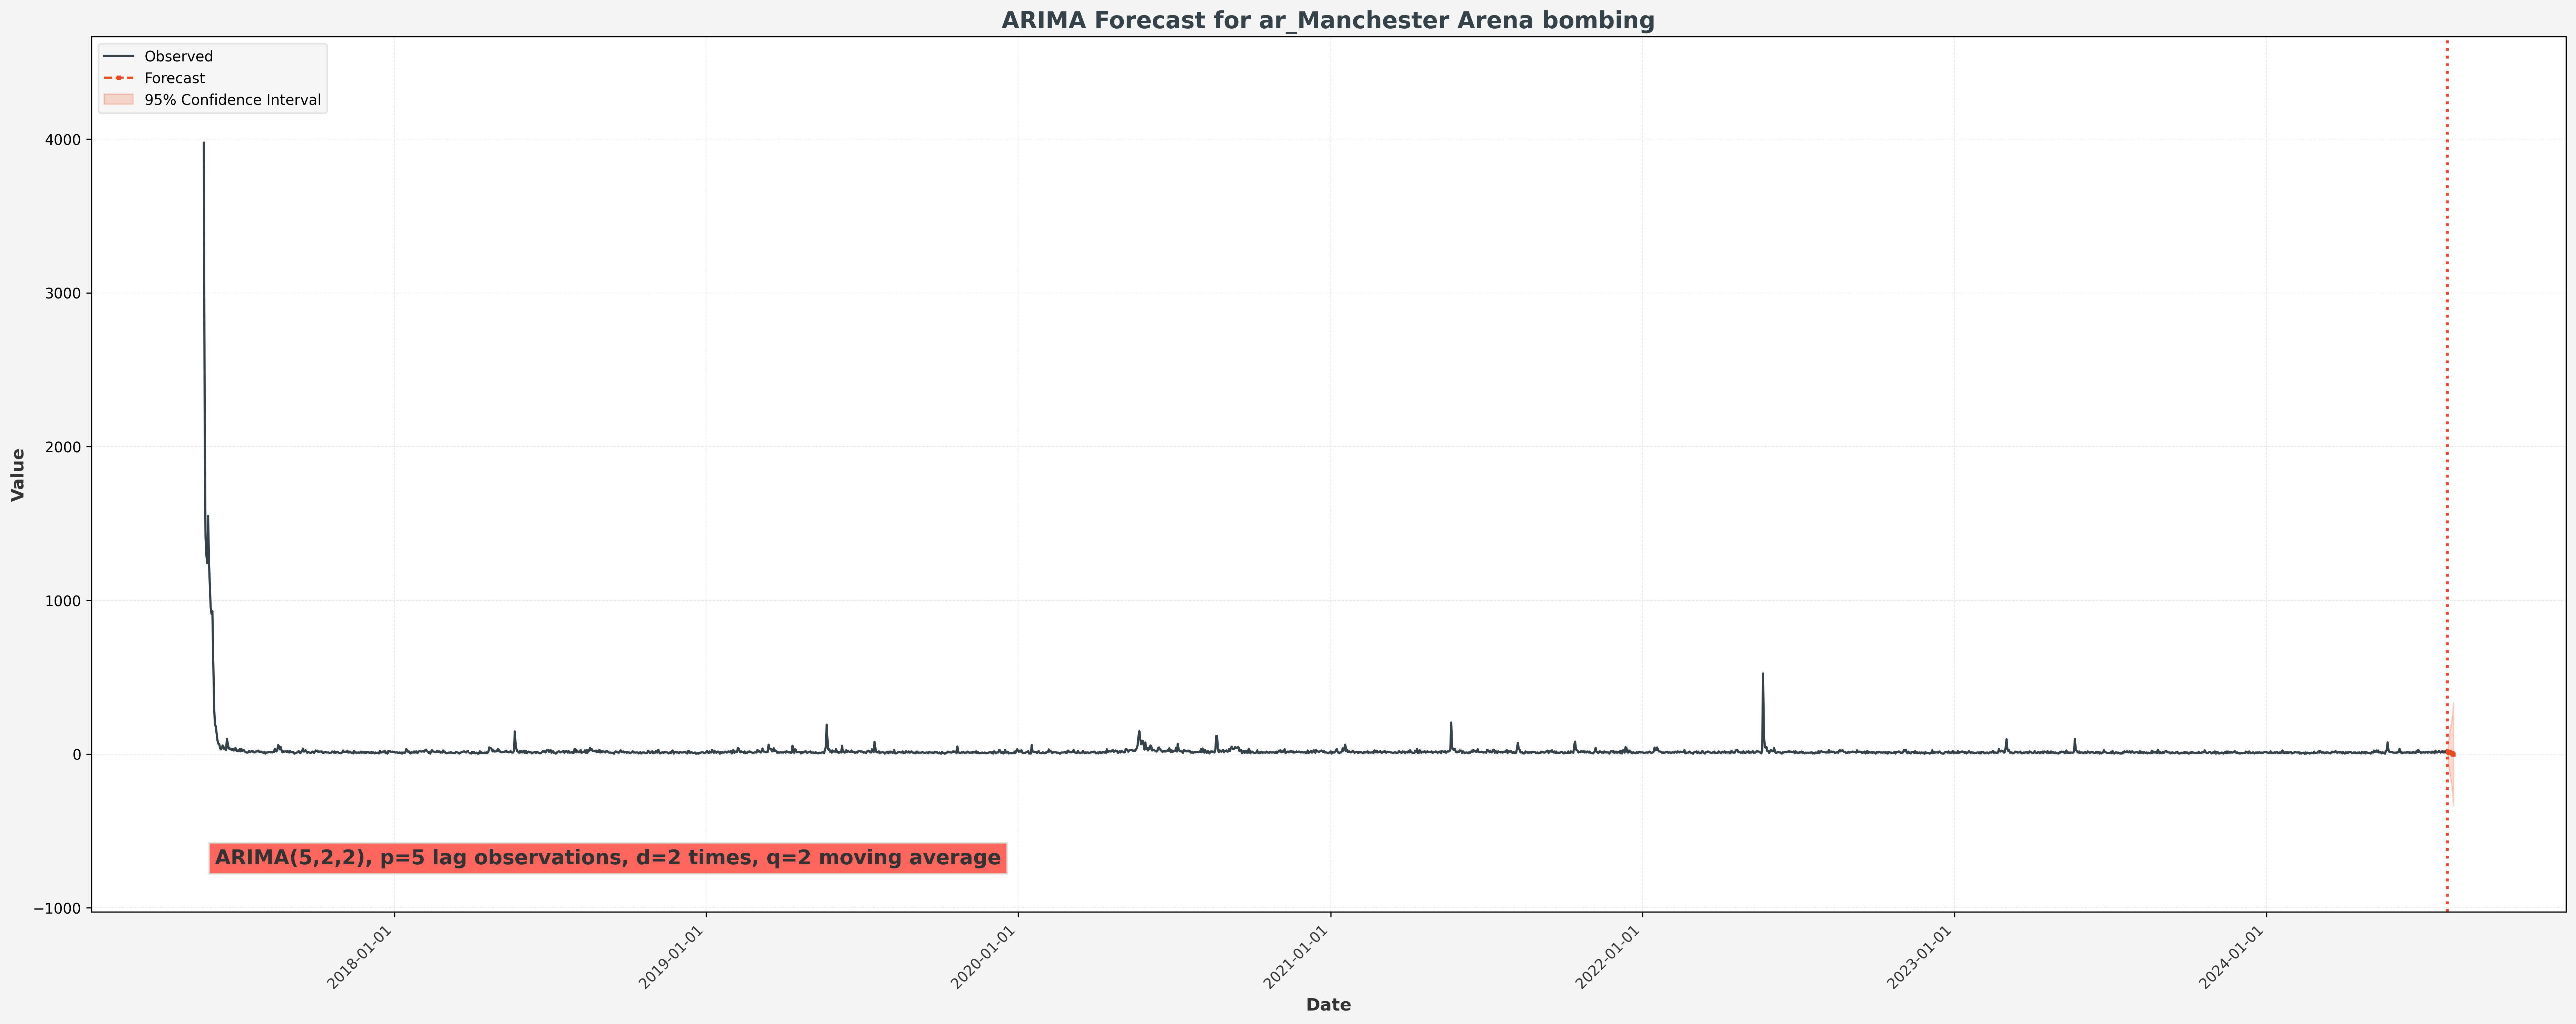 ARIMA Forecast for ar_Manchester Arena bombing
Observed
Forecast
95% Confidence Interval
Value
4000
3000
2000
1000
0
−1000
ARIMA(5,2,2), p=5 lag observations, d=2 times, q=2 moving average
2018-01-01
2019-01-01
2020-01-01
2021-01-01
2022-01-01
2023-01-01
2024-01-01
Date